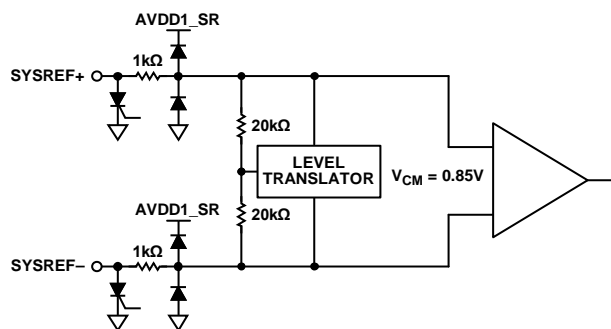 AVDD1_SR
1kΩ
SYSREF+
20kΩ
LEVEL
TRANSLATOR
VCM = 0.85V
20kΩ
AVDD1_SR
1kΩ
SYSREF−